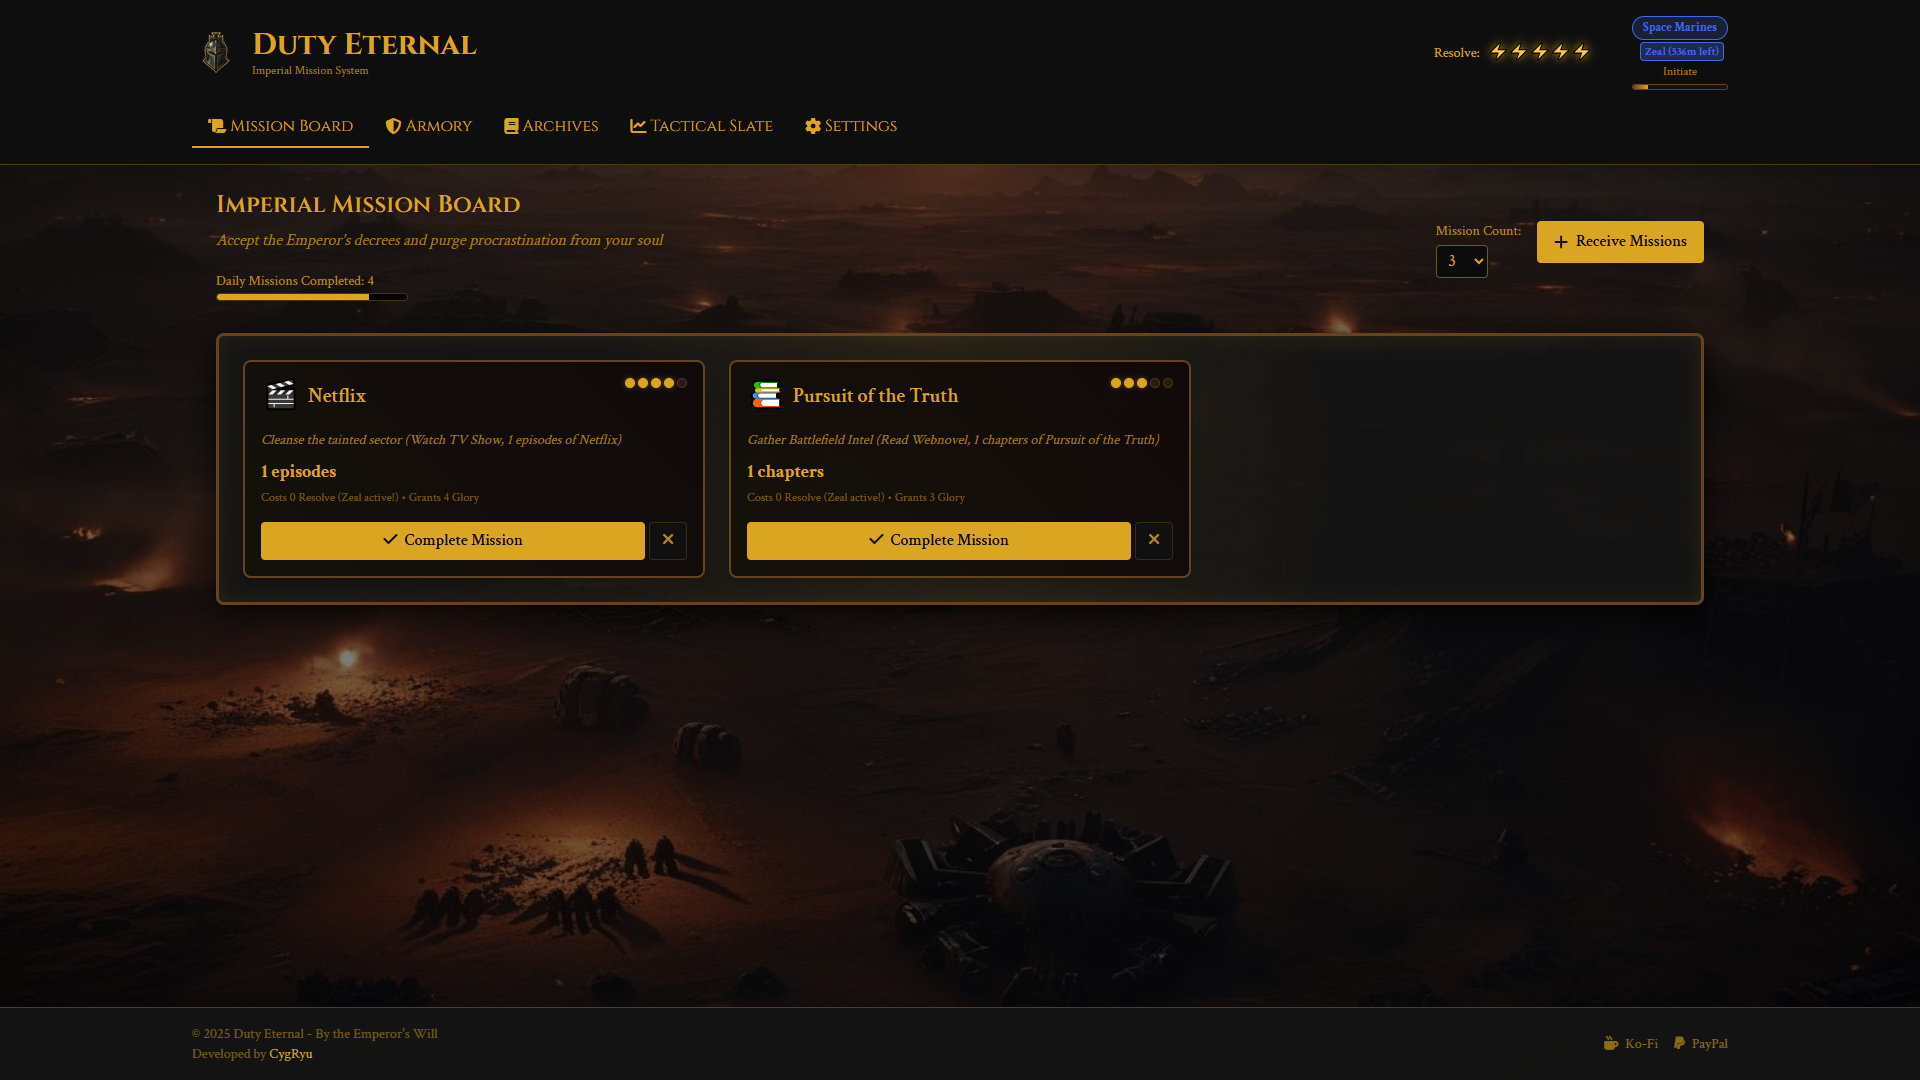 Duty Eternal
Imperial Mission System
Resolve:
Space Marines
Zeal (536m left)
Initiate
Mission Board
Armory
Archives
Tactical Slate
Settings
Imperial Mission Board
Accept the Emperor's decrees and purge procrastination from your soul
Daily Missions Completed: 4
Mission Count:
3
Receive Missions
Netflix
Cleanse the tainted sector (Watch TV Show, 1 episodes of Netflix)
1 episodes
Costs 0 Resolve (Zeal active!) • Grants 4 Glory
Complete Mission
Pursuit of the Truth
Gather Battlefield Intel (Read Webnovel, 1 chapters of Pursuit of the Truth)
1 chapters
Costs 0 Resolve (Zeal active!) • Grants 3 Glory
Complete Mission
© 2025 Duty Eternal - By the Emperor's Will
Developed by CygRyu
Ko-Fi
PayPal